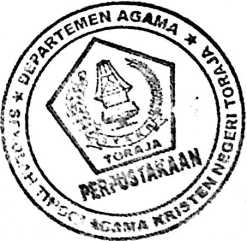 ★ DEPARTEMEN AGAMA ★
SEKOLAH TINGGI AGAMA KRISTEN NEGERI TORAJA
TORAJA
PERPUSTAKAAN